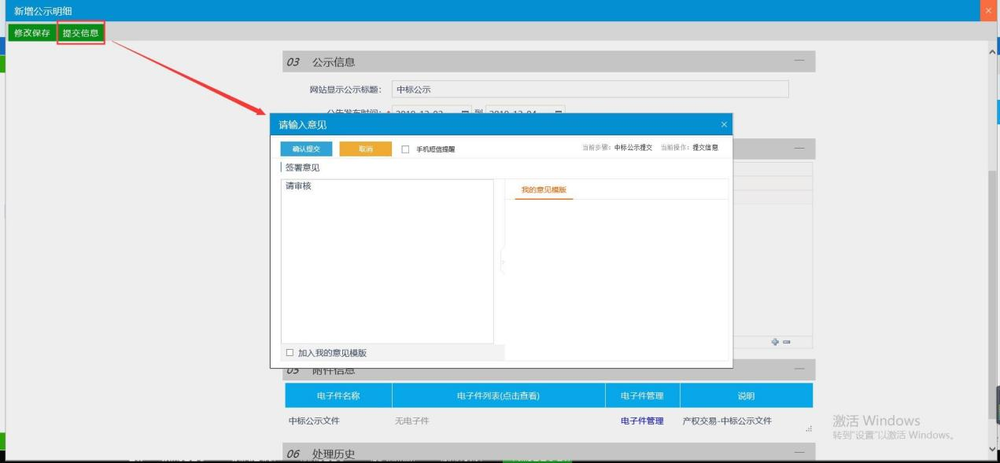 新增公示明细
修改保存 提交信息
03 公示信息
网站显示公示标题： 中标公示
公告发布时间：* 2019-12-02 到 2019-12-04
请输入意见
确认提交 取消 手机短信提醒 当前步骤：中标公示提交 当前操作：提交信息
签署意见
请审核 我的意见模版
加入我的意见模版
05 附件信息
电子件名称 电子件列表(点击查看) 电子件管理 说明
中标公示文件 无电子件 电子件管理 产权交易-中标公示文件
激活 Windows
转到"设置"以激活 Windows。
06 处理历史